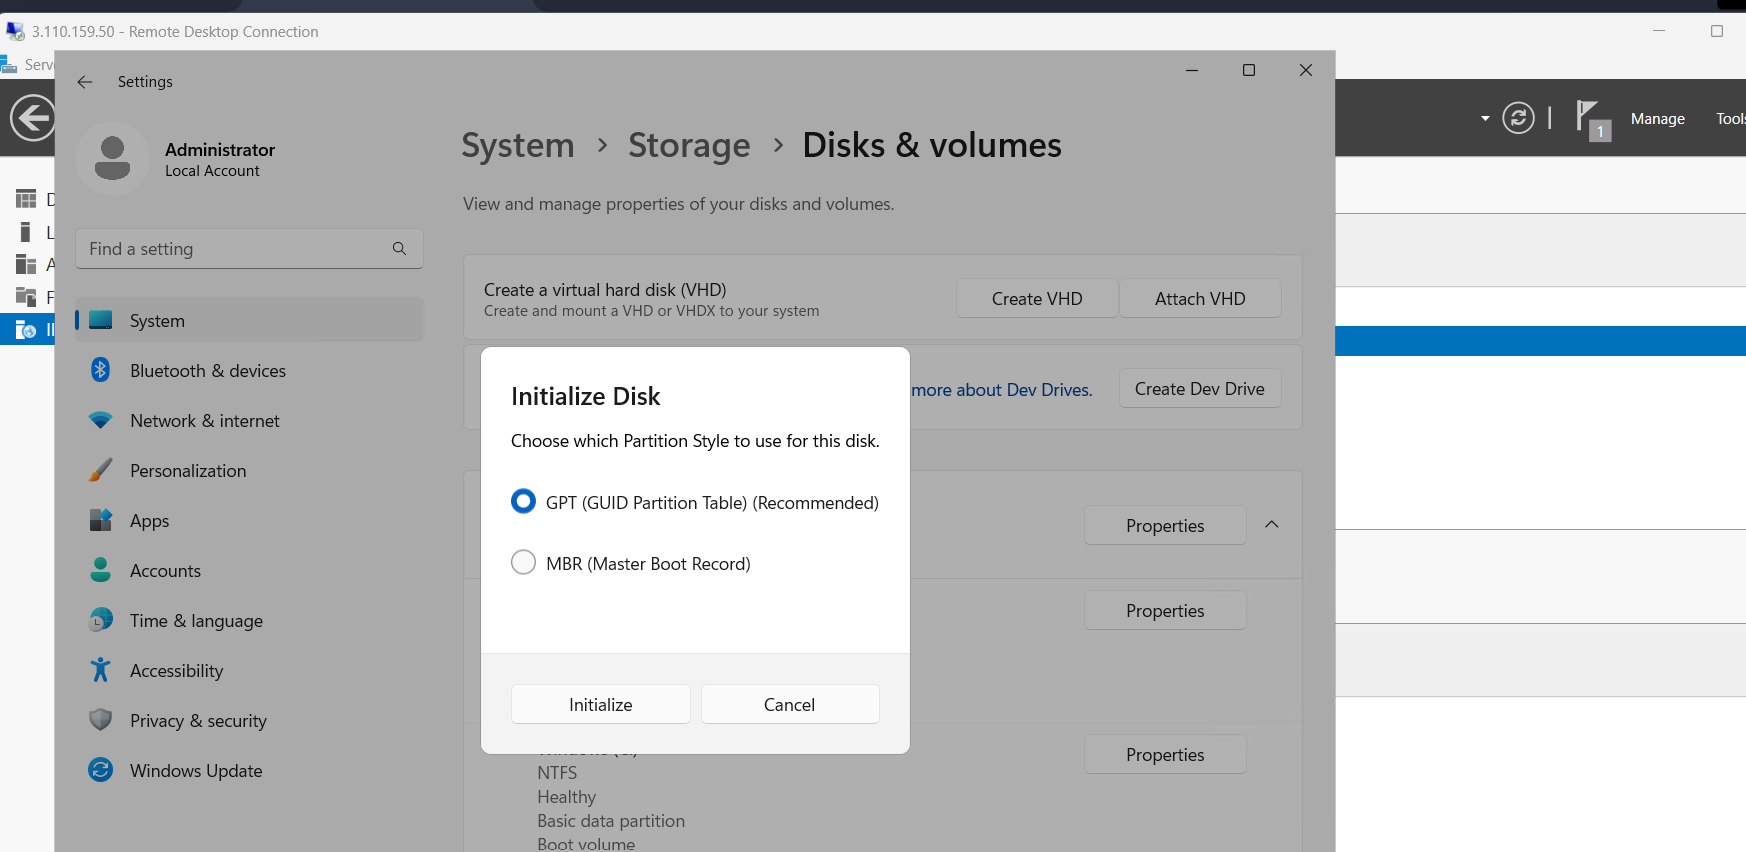 3.110.159.50 - Remote Desktop Connection
Settings
Manage
1
Administrator
Local Account
System > Storage > Disks & volumes
View and manage properties of your disks and volumes.
Find a setting
Create a virtual hard disk (VHD)
Create and mount a VHD or VHDX to your system
Create VHD
Attach VHD
System
Bluetooth & devices
Network & internet
Personalization
Apps
Accounts
Time & language
Accessibility
Privacy & security
Windows Update
more about Dev Drives.
Create Dev Drive
Initialize Disk
Choose which Partition Style to use for this disk.
GPT (GUID Partition Table) (Recommended)
MBR (Master Boot Record)
Initialize
Cancel
Properties
Properties
Properties
NTFS
Healthy
Basic data partition
Boot volume